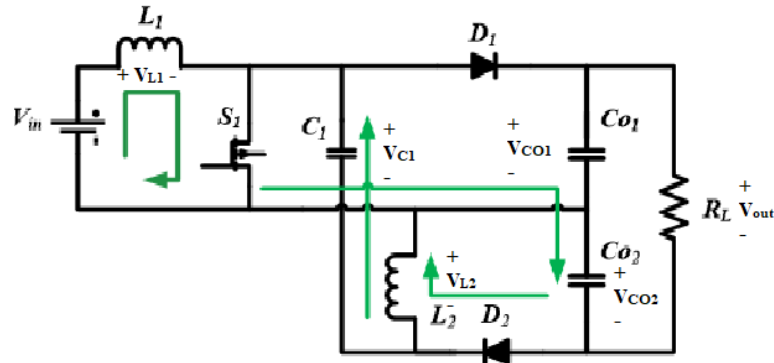 L1
D1
+ VL1 -
Vin
S1
C1
+
VC1
-
+
VCO1
-
Co1
RL
+
Vout
-
+
VL2
-
L2
D2
Co2
+
VCO2
-